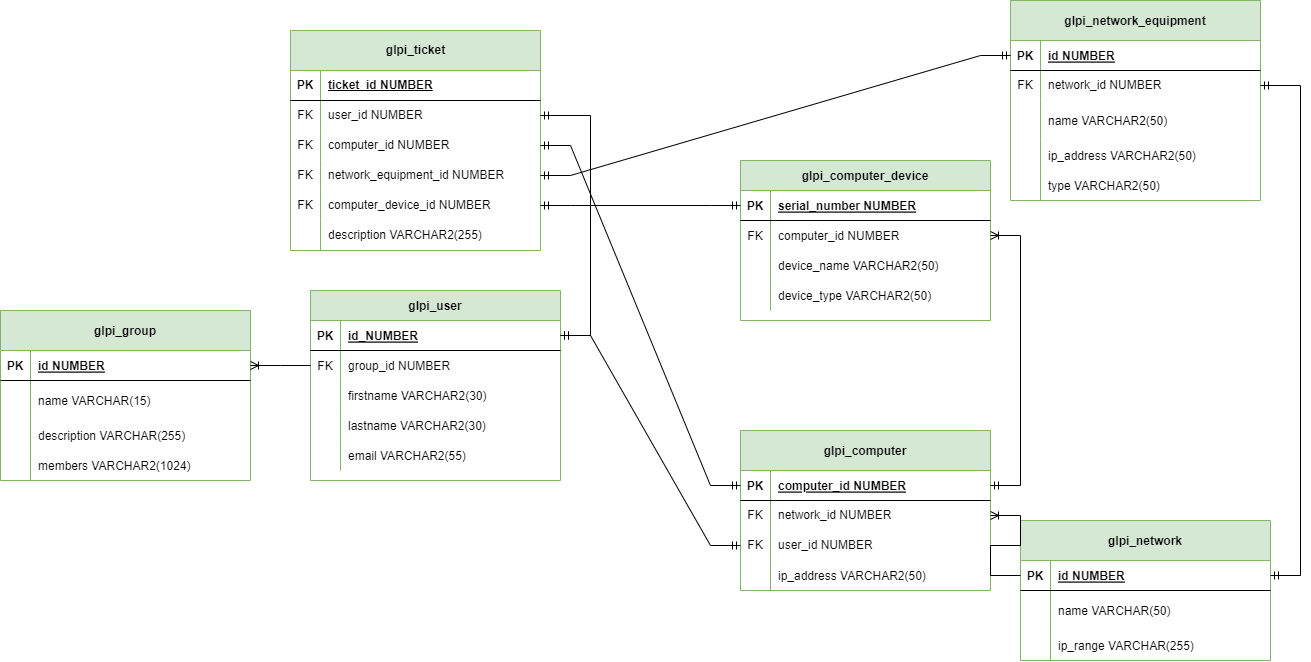 glpi_network_equipment
PK id NUMBER
FK network_id NUMBER
name VARCHAR2(50)
ip_address VARCHAR2(50)
type VARCHAR2(50)
glpi_ticket
PK ticket_id NUMBER
FK user_id NUMBER
FK computer_id NUMBER
FK network_equipment_id NUMBER
FK computer_device_id NUMBER
description VARCHAR2(255)
glpi_computer_device
PK serial_number NUMBER
FK computer_id NUMBER
device_name VARCHAR2(50)
device_type VARCHAR2(50)
glpi_group
PK id NUMBER
name VARCHAR(15)
description VARCHAR(255)
members VARCHAR2(1024)
glpi_user
PK id_NUMBER
FK group_id NUMBER
firstname VARCHAR2(30)
lastname VARCHAR2(30)
email VARCHAR2(55)
glpi_computer
PK computer_id NUMBER
FK network_id NUMBER
FK user_id NUMBER
ip_address VARCHAR2(50)
glpi_network
PK id NUMBER
name VARCHAR(50)
ip_range VARCHAR(255)